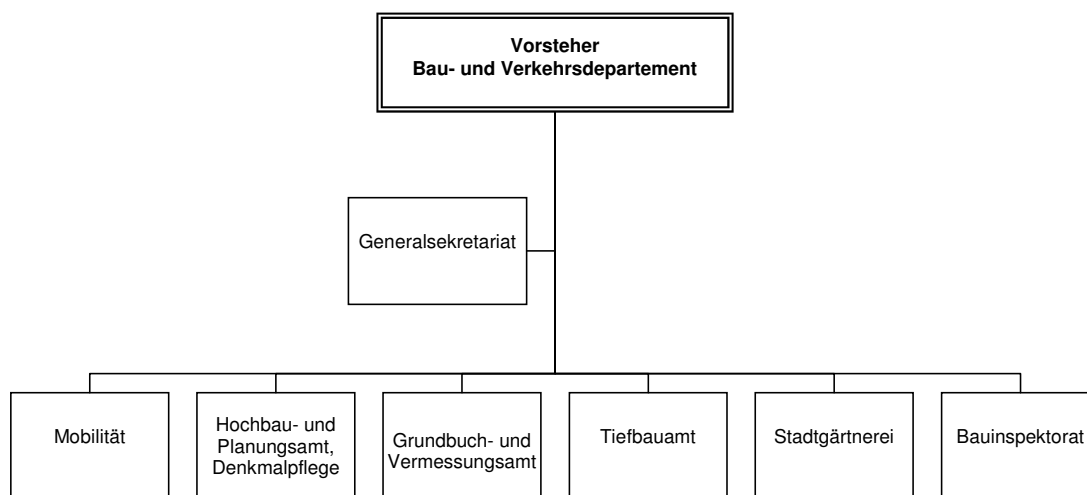 Vorsteher
Bau- und Verkehrsdepartement
Generalsekretariat
Mobilität
Hochbau- und
Planungsamt,
Denkmalpflege
Grundbuch- und
Vermessungsamt
Tiefbauamt
Stadtgärtnerei
Bauinspektorat